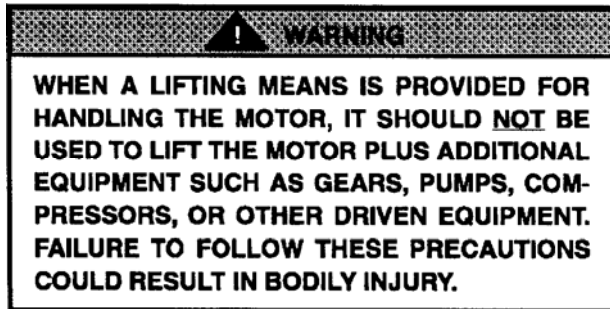 WARNING
WHEN A LIFTING MEANS IS PROVIDED FOR
HANDLING THE MOTOR, IT SHOULD NOT BE
USED TO LIFT THE MOTOR PLUS ADDITIONAL
EQUIPMENT SUCH AS GEARS, PUMPS, COM-
PRESSORS, OR OTHER DRIVEN EQUIPMENT.
FAILURE TO FOLLOW THESE PRECAUTIONS
COULD RESULT IN BODILY INJURY.